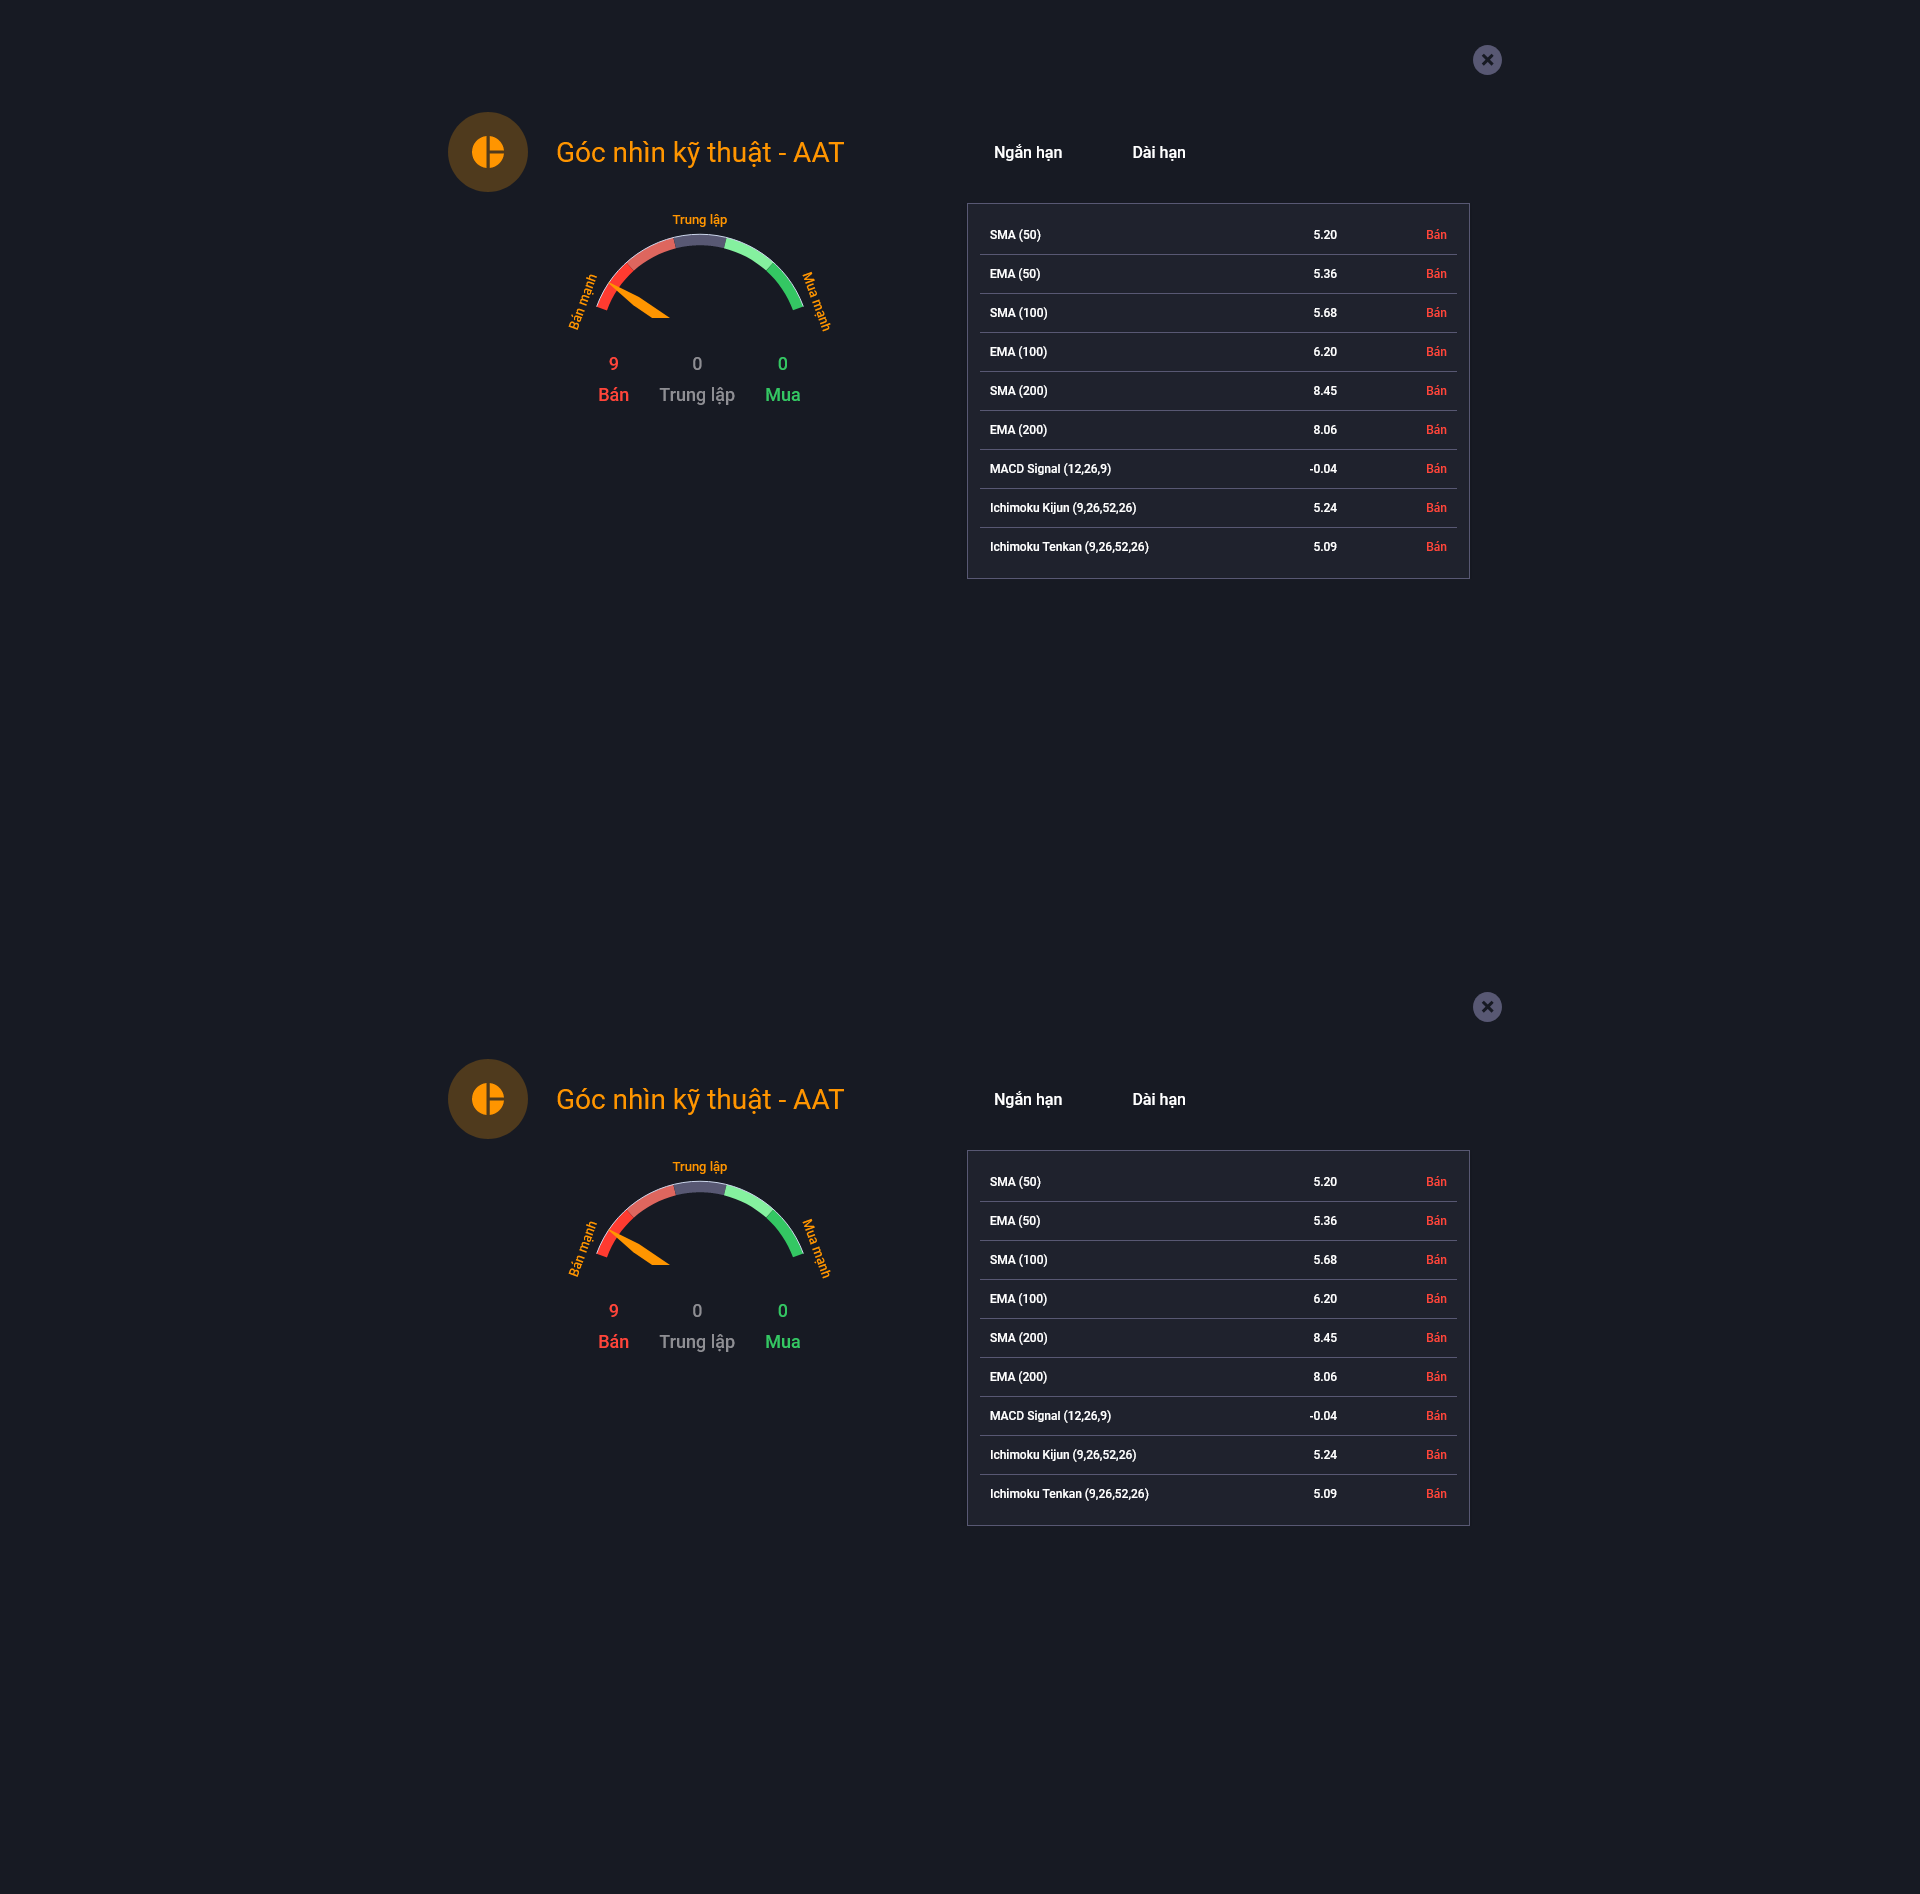 Góc nhìn kỹ thuật - AAT
Ngắn hạn Dài hạn
Trung lập
Bán mạnh
Mua mạnh
9 0 0
Bán Trung lập Mua
SMA (50) 5.20 Bán
EMA (50) 5.36 Bán
SMA (100) 5.68 Bán
EMA (100) 6.20 Bán
SMA (200) 8.45 Bán
EMA (200) 8.06 Bán
MACD Signal (12,26,9) -0.04 Bán
Ichimoku Kijun (9,26,52,26) 5.24 Bán
Ichimoku Tenkan (9,26,52,26) 5.09 Bán
Góc nhìn kỹ thuật - AAT
Ngắn hạn Dài hạn
Trung lập
Bán mạnh
Mua mạnh
9 0 0
Bán Trung lập Mua
SMA (50) 5.20 Bán
EMA (50) 5.36 Bán
SMA (100) 5.68 Bán
EMA (100) 6.20 Bán
SMA (200) 8.45 Bán
EMA (200) 8.06 Bán
MACD Signal (12,26,9) -0.04 Bán
Ichimoku Kijun (9,26,52,26) 5.24 Bán
Ichimoku Tenkan (9,26,52,26) 5.09 Bán